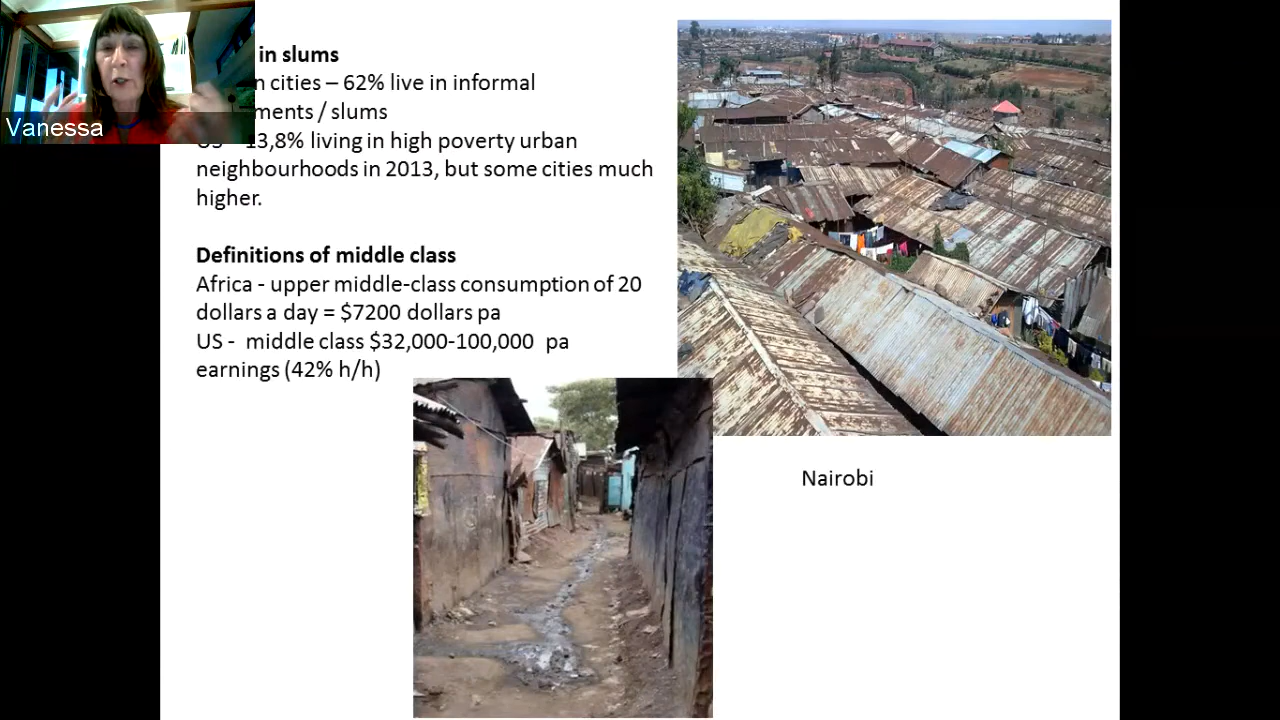 Vanessa
in slums
n cities – 62% live in informal
ments / slums
13,8% living in high poverty urban
neighbourhoods in 2013, but some cities much
higher.
Definitions of middle class
Africa - upper middle-class consumption of 20
dollars a day = $7200 dollars pa
US - middle class $32,000-100,000 pa
earnings (42% h/h)
Nairobi